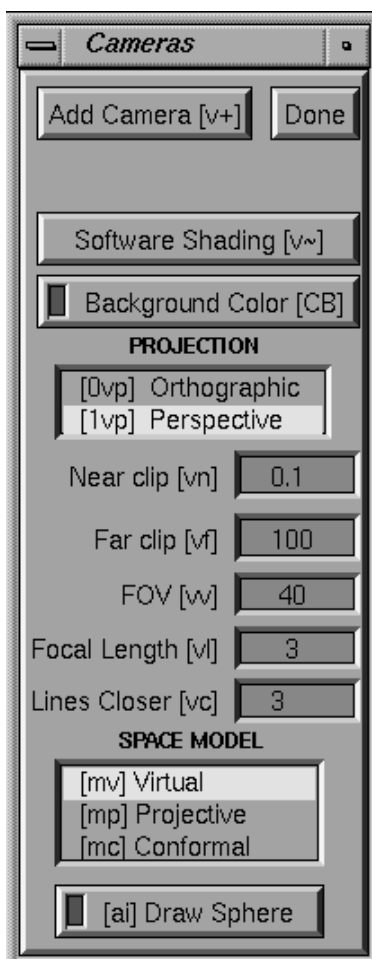 Cameras
Add Camera [v+] Done
Software Shading [v~]
Background Color [CB]
PROJECTION
[0vp] Orthographic
[1vp] Perspective
Near clip [vn] 0.1
Far clip [vf] 100
FOV [vv] 40
Focal Length [vl] 3
Lines Closer [vc] 3
SPACE MODEL
[mv] Virtual
[mp] Projective
[mc] Conformal
[ai] Draw Sphere